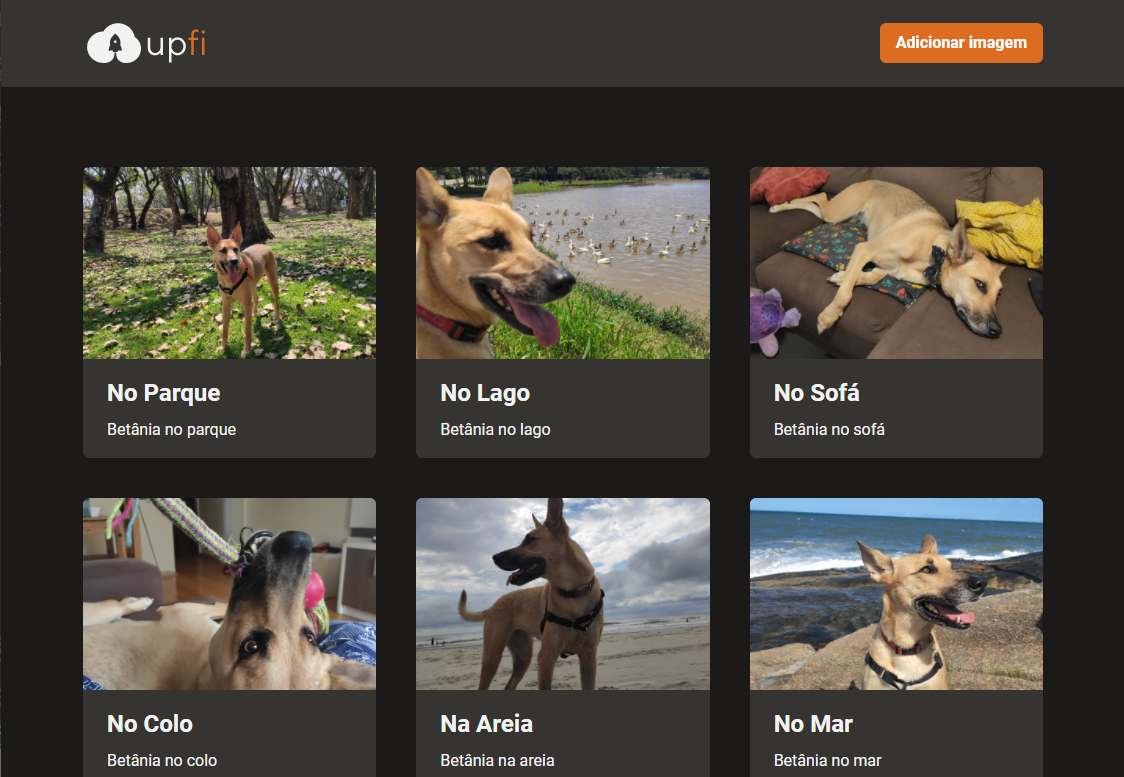 upfi
Adicionar imagem
No Parque
Betânia no parque
No Lago
Betânia no lago
No Sofá
Betânia no sofá
No Colo
Betânia no colo
Na Areia
Betânia na areia
No Mar
Betânia no mar